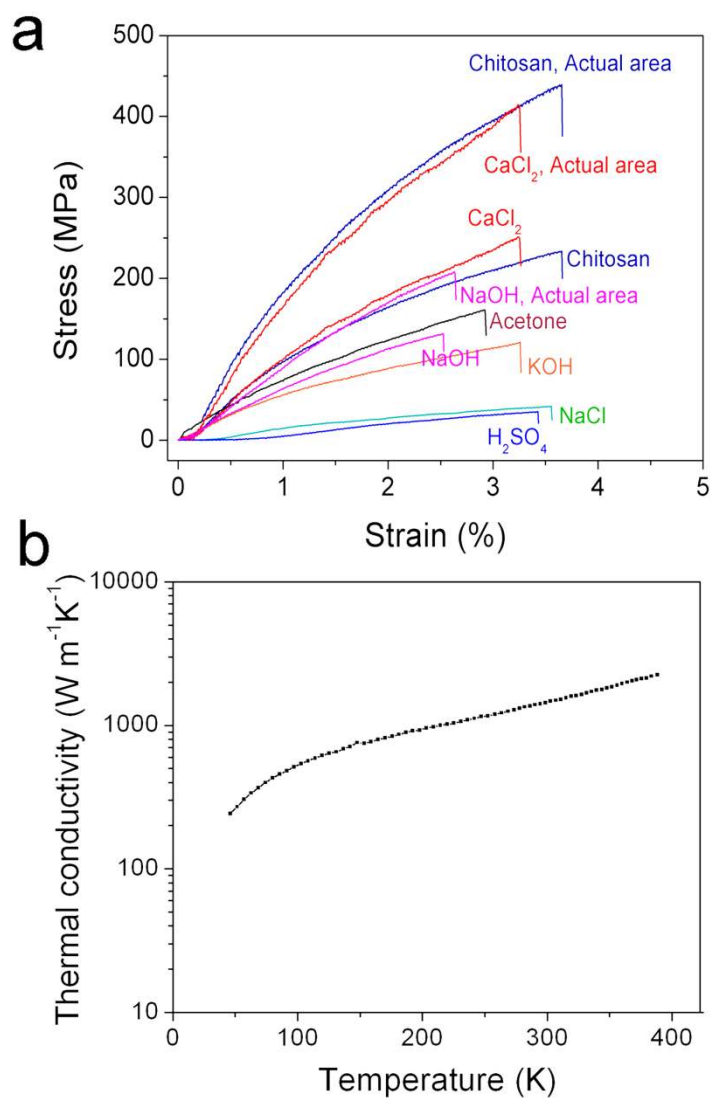 a
500
400
300
200
100
0
Stress (MPa)
Chitosan, Actual area
CaCl₂, Actual area
CaCl₂
Chitosan
NaOH, Actual area
Acetone
NaOH
KOH
NaCl
H₂SO₄
0 1 2 3 4 5
Strain (%)
b
10000
1000
100
10
Thermal conductivity (W m⁻¹K⁻¹)
0 100 200 300 400
Temperature (K)